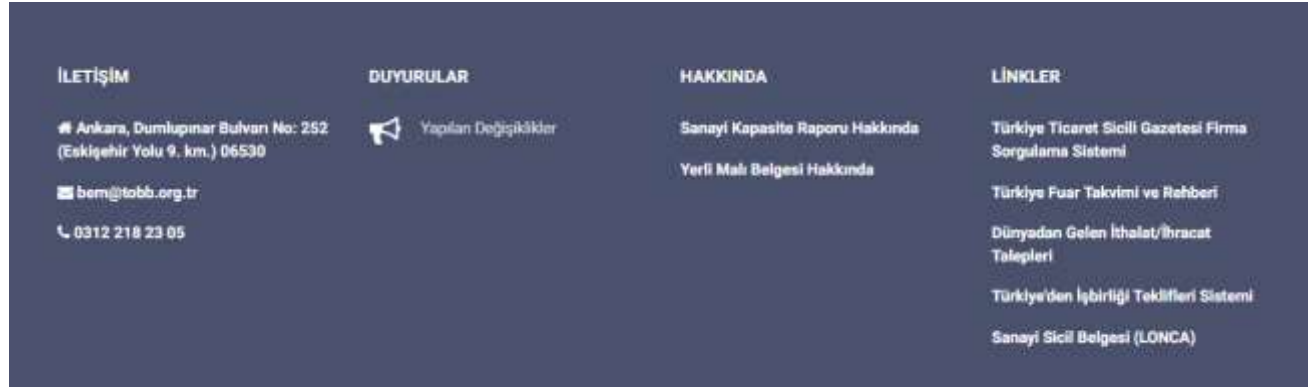 İLETİŞİM
Ankara, Dumlupınar Bulvarı No: 252
(Eskişehir Yolu 9. km.) 06530
bem@tobb.org.tr
0312 218 23 05
DUYURULAR
Yapılan Değişiklikler
HAKKINDA
Sanayi Kapasite Raporu Hakkında
Yerli Malı Belgesi Hakkında
LİNKLER
Türkiye Ticaret Sicili Gazetesi Firma
Sorgulama Sistemi
Türkiye Fuar Takvimi ve Rehberi
Dünyadan Gelen İthalat/İhracat
Talepleri
Türkiye'den İşbirliği Teklifleri Sistemi
Sanayi Sicil Belgesi (LONCA)